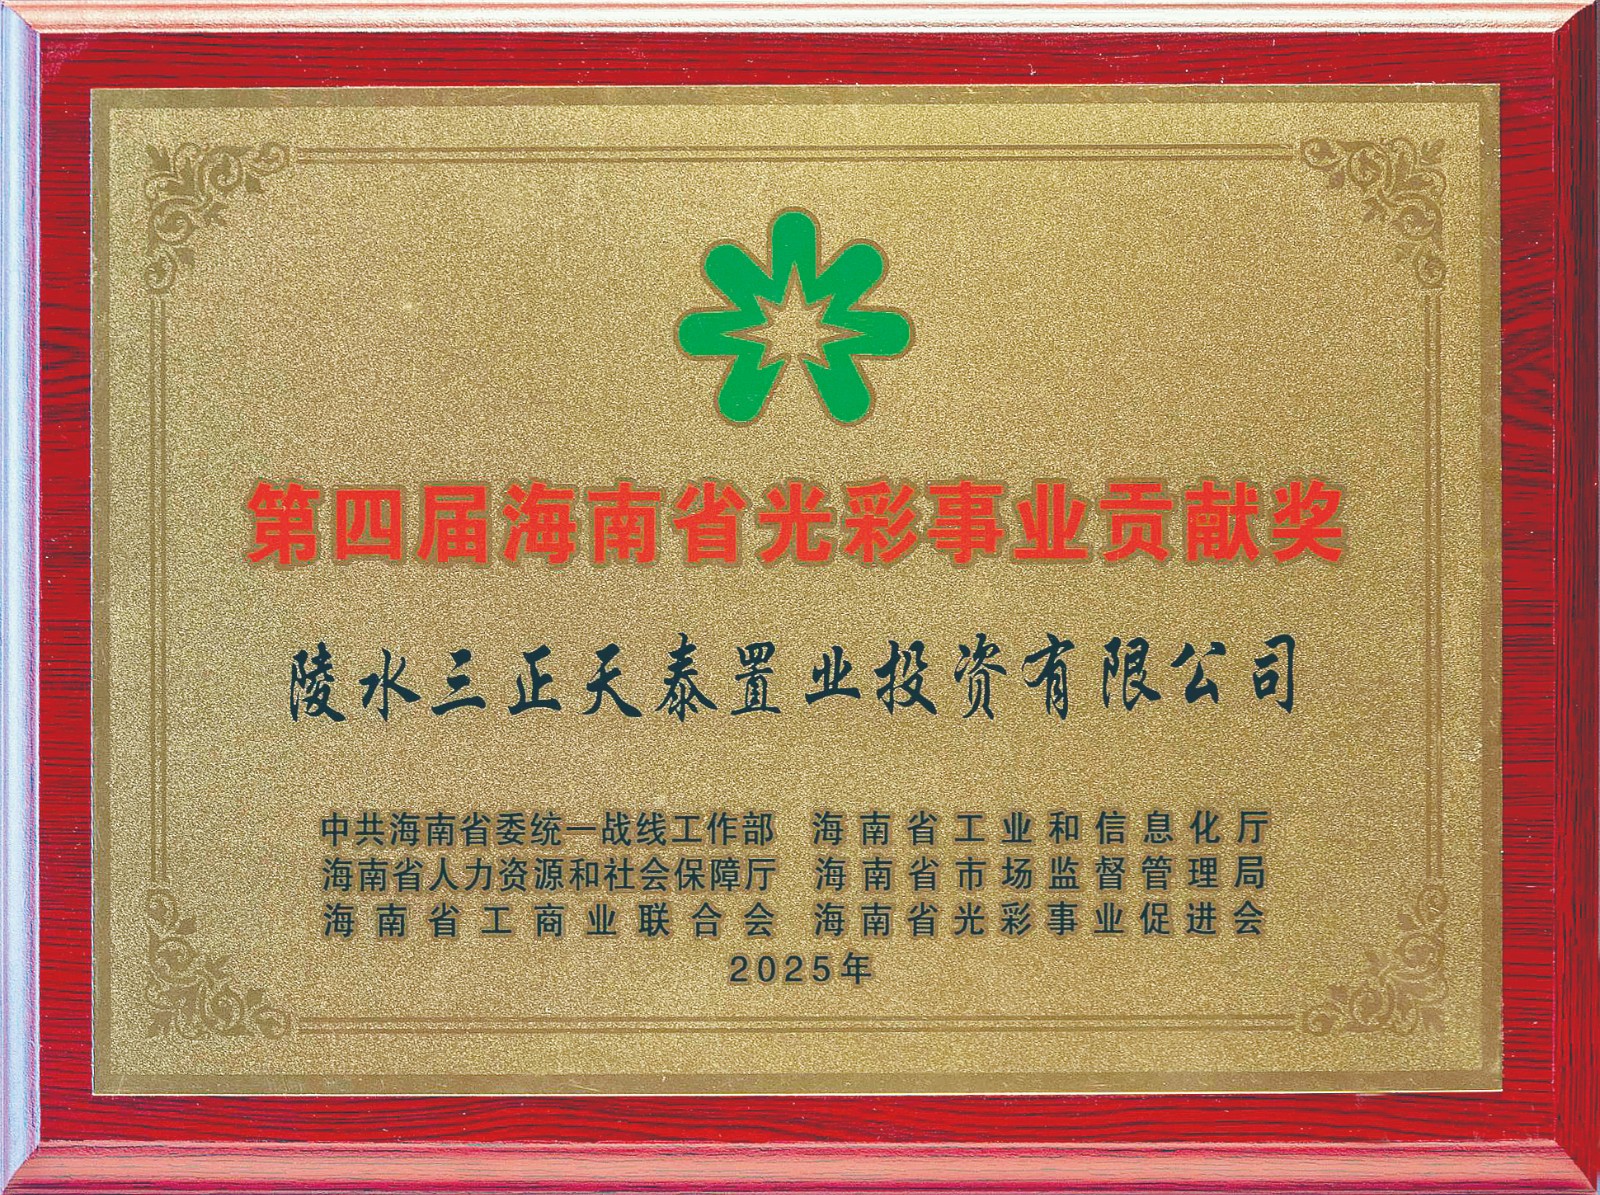 第四届海南省光彩事业贡献奖
陵水三正天泰置业投资有限公司
中共海南省委统一战线工作部 海南省工业和信息化厅
海南省人力资源和社会保障厅 海南省市场监督管理局
海南省工商业联合会 海南省光彩事业促进会
2025年